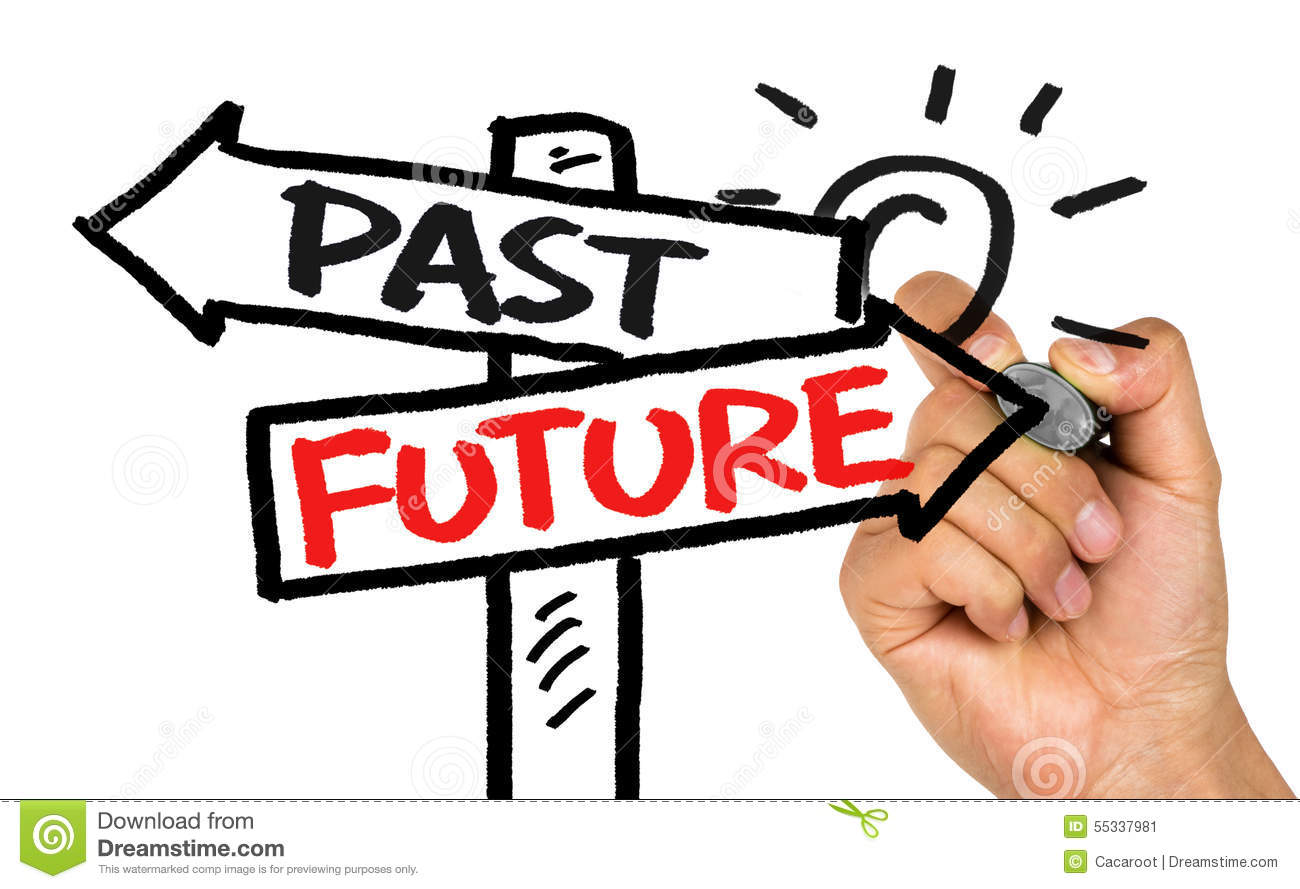 PAST
FUTURE
Download from
Dreamstime.com
This watermarked comp image is for previewing purposes only.
ID 55337981
© Cacaroot | Dreamstime.com